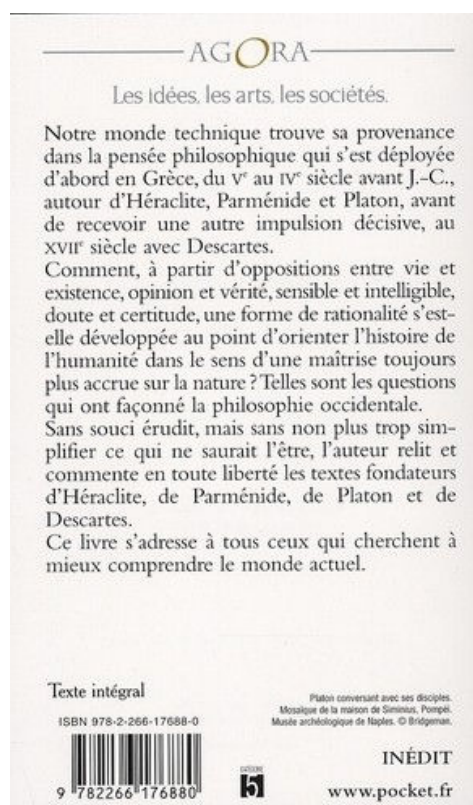 AGORA
Les idées, les arts, les sociétés.
Notre monde technique trouve sa provenance
dans la pensée philosophique qui s'est déployée
d'abord en Grèce, du Vᵉ au IVᵉ siècle avant J.-C.,
autour d'Héraclite, Parménide et Platon, avant
de recevoir une autre impulsion décisive, au
XVIIᵉ siècle avec Descartes.
Comment, à partir d'oppositions entre vie et
existence, opinion et vérité, sensible et intelligible,
doute et certitude, une forme de rationalité s'est-
elle développée au point d'orienter l'histoire de
l'humanité dans le sens d'une maîtrise toujours
plus accrue sur la nature ? Telles sont les questions
qui ont façonné la philosophie occidentale.
Sans souci érudit, mais sans non plus trop sim-
plifier ce qui ne saurait l'être, l'auteur relit et
commente en toute liberté les textes fondateurs
d'Héraclite, de Parménide, de Platon et de
Descartes.
Ce livre s'adresse à tous ceux qui cherchent à
mieux comprendre le monde actuel.
Texte intégral
ISBN 978-2-266-17688-0
9 782266 176880
Platon conversant avec ses disciples.
Mosaïque de la maison de Siminius, Pompéi.
Musée archéologique de Naples. © Bridgeman.
CATÉGORIE
5
INÉDIT
www.pocket.fr